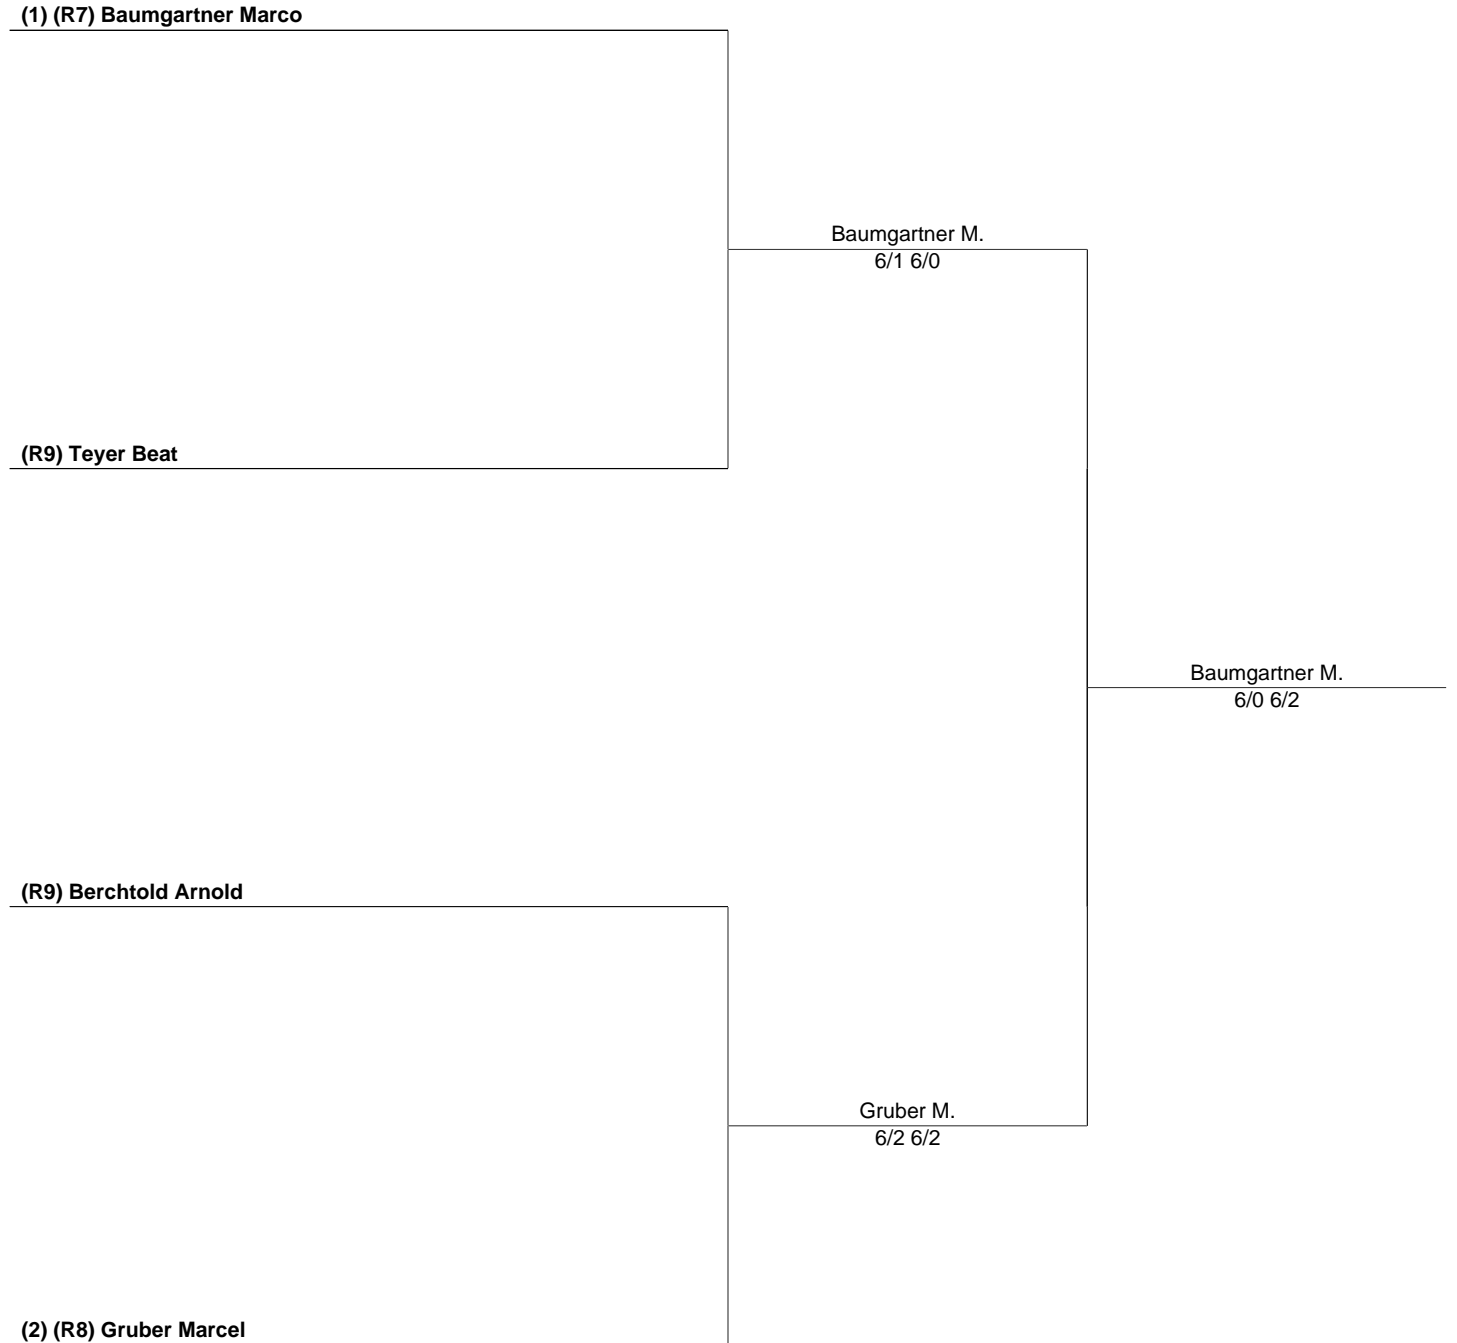 (1) (R7) Baumgartner Marco
Baumgartner M.
6/1 6/0
(R9) Teyer Beat
Baumgartner M.
6/0 6/2
(R9) Berchtold Arnold
Gruber M.
6/2 6/2
(2) (R8) Gruber Marcel